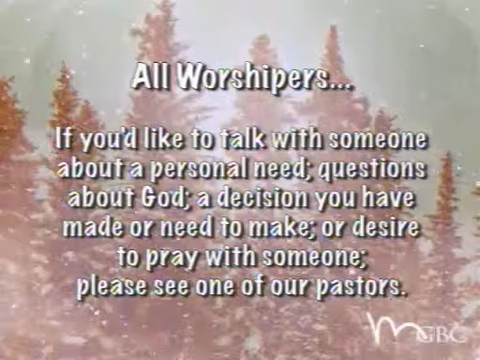 All Worshipers...
If you'd like to talk with someone
about a personal need; questions
about God; a decision you have
made or need to make; or desire
to pray with someone;
please see one of our pastors.
GBC